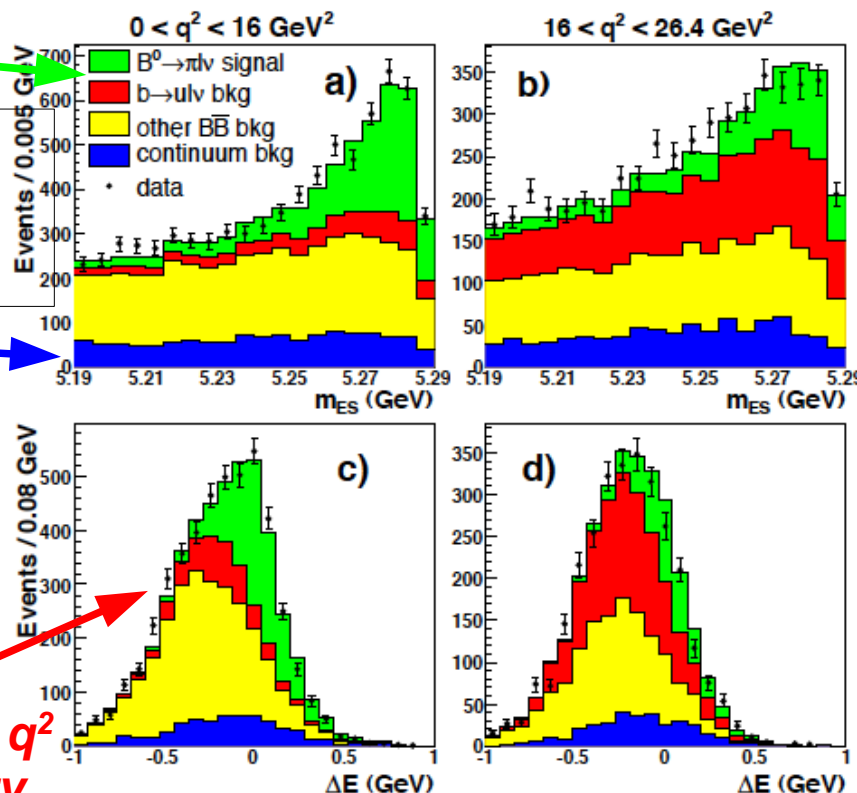 0 < q² < 16 GeV²
16 < q² < 26.4 GeV²
Events / 0.005 GeV
700
600
500
400
300
200
100
0
B⁰→πlν signal
b→ulν bkg
other BB̅ bkg
continuum bkg
data
a)
5.19 5.21 5.23 5.25 5.27 5.29
m_ES (GeV)
350
300
250
200
150
100
50
0
b)
5.19 5.21 5.23 5.25 5.27 5.29
m_ES (GeV)
Events / 0.08 GeV
500
400
300
200
100
0
c)
-1 -0.5 0 0.5 1
ΔE (GeV)
350
300
250
200
150
100
50
0
d)
-1 -0.5 0 0.5 1
ΔE (GeV)
q²